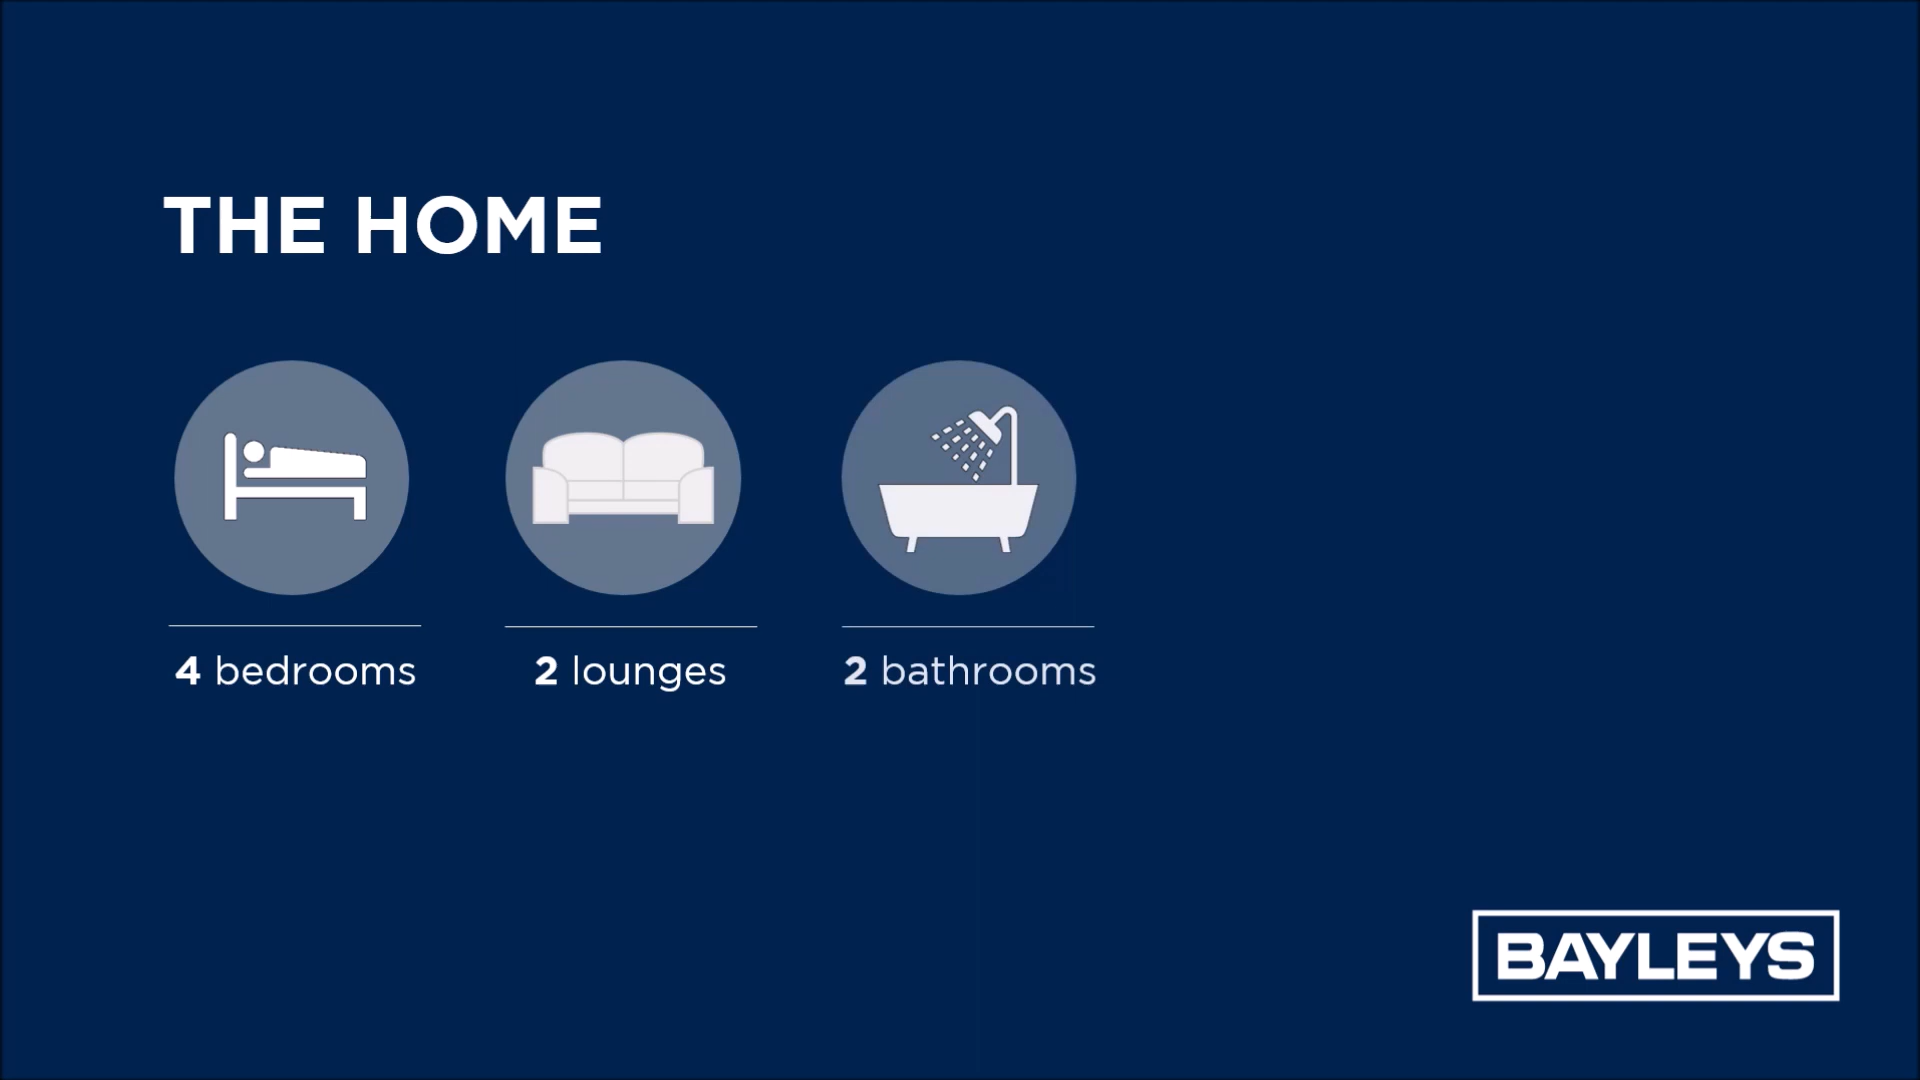 THE HOME
4 bedrooms
2 lounges
2 bathrooms
BAYLEYS